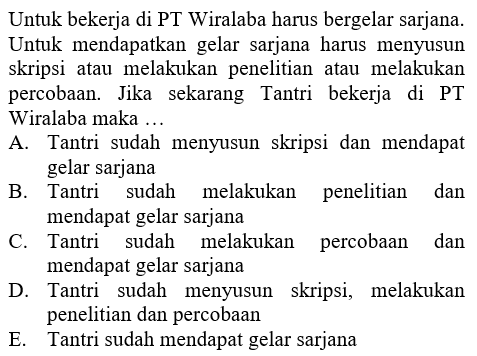 Untuk bekerja di PT Wiralaba harus bergelar sarjana.
Untuk mendapatkan gelar sarjana harus menyusun
skripsi atau melakukan penelitian atau melakukan
percobaan. Jika sekarang Tantri bekerja di PT
Wiralaba maka …
A. Tantri sudah menyusun skripsi dan mendapat
gelar sarjana
B. Tantri sudah melakukan penelitian dan
mendapat gelar sarjana
C. Tantri sudah melakukan percobaan dan
mendapat gelar sarjana
D. Tantri sudah menyusun skripsi, melakukan
penelitian dan percobaan
E. Tantri sudah mendapat gelar sarjana